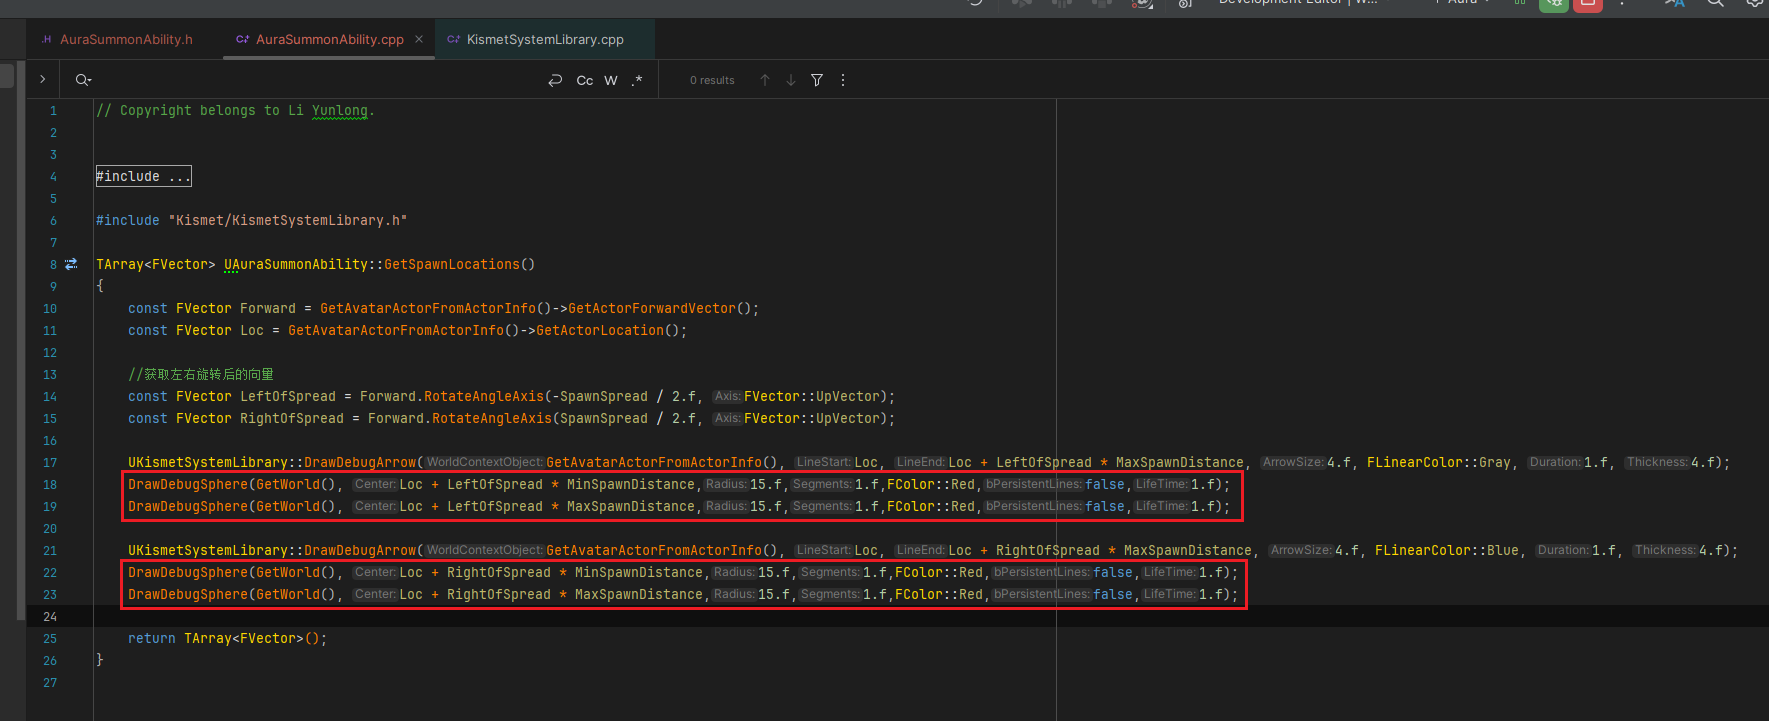 Development Editor | W...
Aura
AuraSummonAbility.h
AuraSummonAbility.cpp
KismetSystemLibrary.cpp
Cc W .* 0 results
1 // Copyright belongs to Li Yunlong.
2
3
4 #include ...
5
6 #include "Kismet/KismetSystemLibrary.h"
7
8 TArray<FVector> UAuraSummonAbility::GetSpawnLocations()
9 {
10 const FVector Forward = GetAvatarActorFromActorInfo()->GetActorForwardVector();
11 const FVector Loc = GetAvatarActorFromActorInfo()->GetActorLocation();
12
13 //获取左右旋转后的向量
14 const FVector LeftOfSpread = Forward.RotateAngleAxis(-SpawnSpread / 2.f, Axis: FVector::UpVector);
15 const FVector RightOfSpread = Forward.RotateAngleAxis(SpawnSpread / 2.f, Axis: FVector::UpVector);
16
17 UKismetSystemLibrary::DrawDebugArrow(WorldContextObject: GetAvatarActorFromActorInfo(), LineStart: Loc, LineEnd: Loc + LeftOfSpread * MaxSpawnDistance, ArrowSize: 4.f, FLinearColor::Gray, Duration: 1.f, Thickness: 4.f);
18 DrawDebugSphere(GetWorld(), Center: Loc + LeftOfSpread * MinSpawnDistance, Radius: 15.f, Segments: 1.f,FColor::Red, bPersistentLines: false, LifeTime: 1.f);
19 DrawDebugSphere(GetWorld(), Center: Loc + LeftOfSpread * MaxSpawnDistance, Radius: 15.f, Segments: 1.f,FColor::Red, bPersistentLines: false, LifeTime: 1.f);
20
21 UKismetSystemLibrary::DrawDebugArrow(WorldContextObject: GetAvatarActorFromActorInfo(), LineStart: Loc, LineEnd: Loc + RightOfSpread * MaxSpawnDistance, ArrowSize: 4.f, FLinearColor::Blue, Duration: 1.f, Thickness: 4.f);
22 DrawDebugSphere(GetWorld(), Center: Loc + RightOfSpread * MinSpawnDistance, Radius: 15.f, Segments: 1.f,FColor::Red, bPersistentLines: false, LifeTime: 1.f);
23 DrawDebugSphere(GetWorld(), Center: Loc + RightOfSpread * MaxSpawnDistance, Radius: 15.f, Segments: 1.f,FColor::Red, bPersistentLines: false, LifeTime: 1.f);
24
25 return TArray<FVector>();
26 }
27